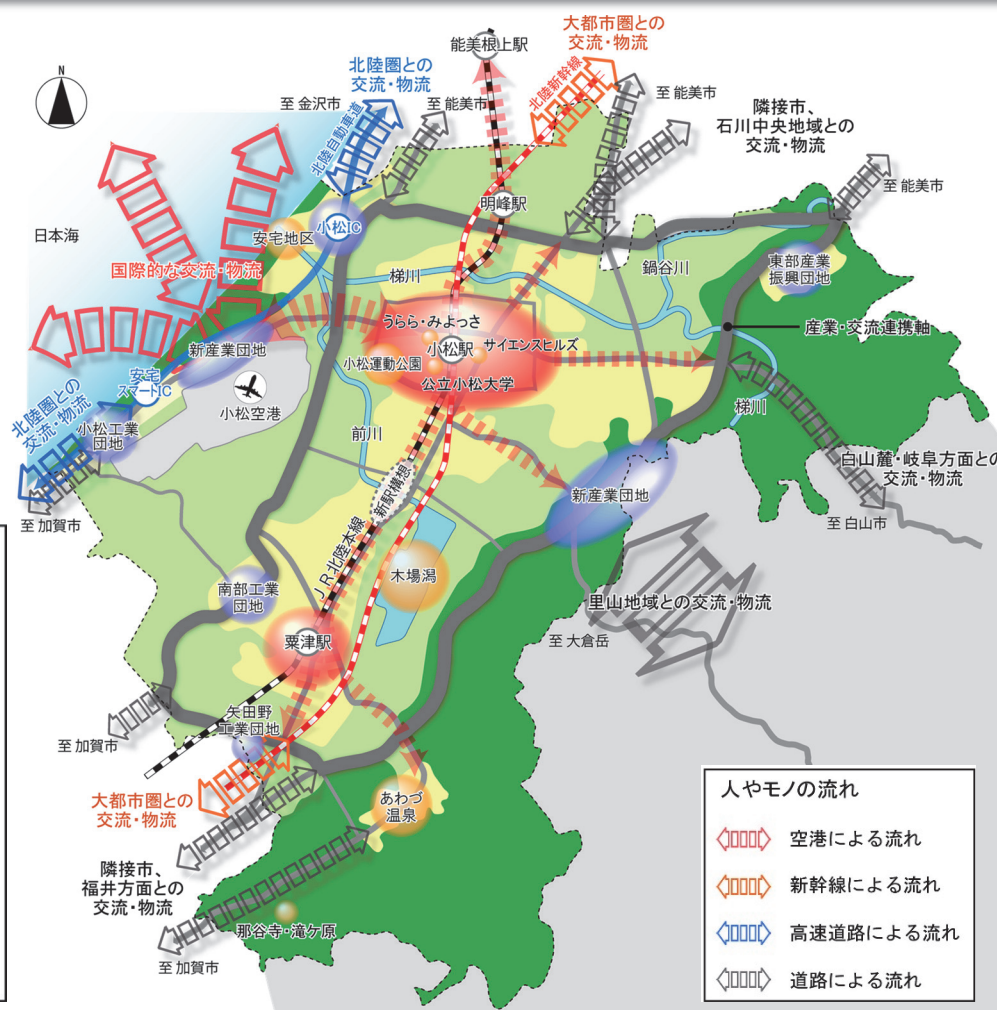 N
能美根上駅
大都市圏との
交流・物流
北陸圏との
交流・物流
北陸新幹線
至 金沢市
至 能美市
至 能美市
北陸自動車道
隣接市、
石川中央地域との
交流・物流
至 能美市
日本海
明峰駅
安宅地区
小松IC
国際的な交流・物流
梯川
鍋谷川
東部産業
振興団地
うらら・みよっさ
産業・交流連携軸
小松駅
サイエンスヒルズ
新産業団地
小松運動公園
公立小松大学
安宅
スマートIC
小松空港
梯川
北陸圏との
交流・物流
小松工業
団地
前川
白山麓・岐阜方面との
交流・物流
新駅構想
新産業団地
至 加賀市
至 白山市
JR北陸本線
木場潟
南部工業
団地
里山地域との交流・物流
粟津駅
至 大倉岳
矢田野
工業団地
至 加賀市
大都市圏との
交流・物流
あわづ
温泉
隣接市、
福井方面との
交流・物流
那谷寺・滝ケ原
至 加賀市
人やモノの流れ
空港による流れ
新幹線による流れ
高速道路による流れ
道路による流れ